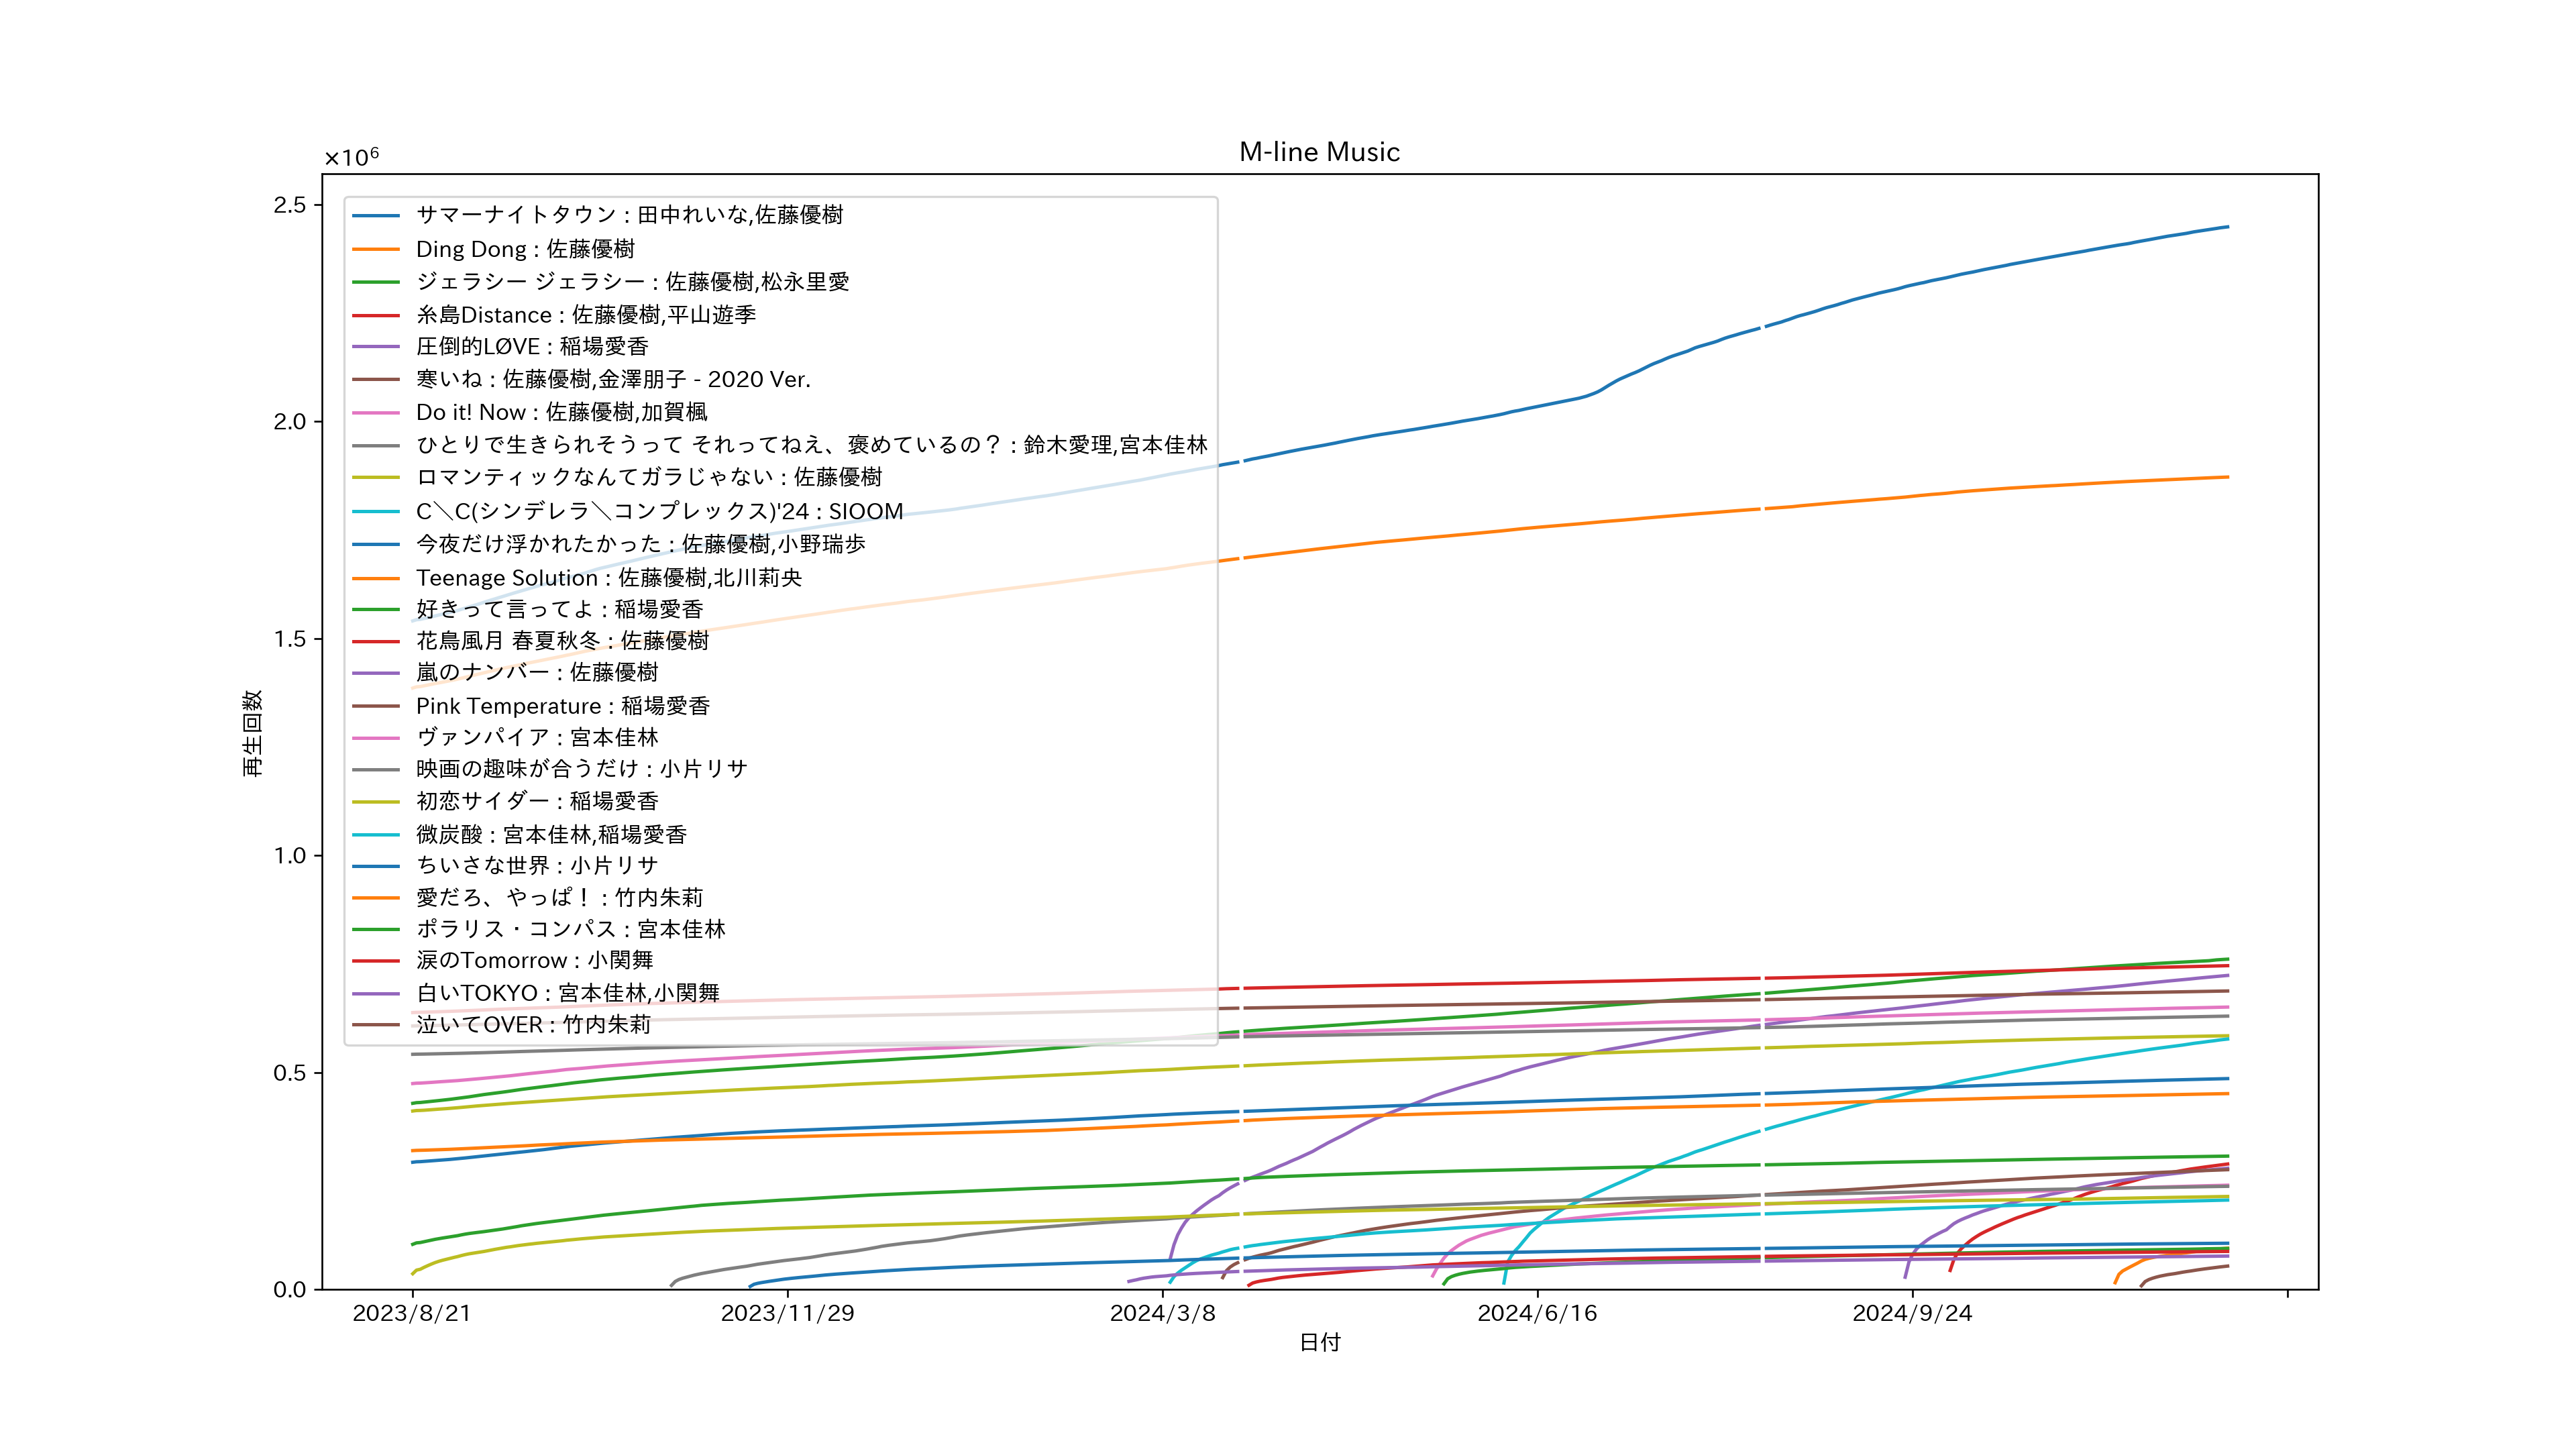 M-line Music
×10⁶
2.5
2.0
1.5
1.0
0.5
0.0
再生回数
サマーナイトタウン : 田中れいな,佐藤優樹
Ding Dong : 佐藤優樹
ジェラシー ジェラシー : 佐藤優樹,松永里愛
糸島Distance : 佐藤優樹,平山遊季
圧倒的LØVE : 稲場愛香
寒いね : 佐藤優樹,金澤朋子 - 2020 Ver.
Do it! Now : 佐藤優樹,加賀楓
ひとりで生きられそうって それってねえ、褒めているの？ : 鈴木愛理,宮本佳林
ロマンティックなんてガラじゃない : 佐藤優樹
C＼C(シンデレラ＼コンプレックス)'24 : SIOOM
今夜だけ浮かれたかった : 佐藤優樹,小野瑞歩
Teenage Solution : 佐藤優樹,北川莉央
好きって言ってよ : 稲場愛香
花鳥風月 春夏秋冬 : 佐藤優樹
嵐のナンバー : 佐藤優樹
Pink Temperature : 稲場愛香
ヴァンパイア : 宮本佳林
映画の趣味が合うだけ : 小片リサ
初恋サイダー : 稲場愛香
微炭酸 : 宮本佳林,稲場愛香
ちいさな世界 : 小片リサ
愛だろ、やっぱ！ : 竹内朱莉
ポラリス・コンパス : 宮本佳林
涙のTomorrow : 小関舞
白いTOKYO : 宮本佳林,小関舞
泣いてOVER : 竹内朱莉
2023/8/21
2023/11/29
2024/3/8
2024/6/16
2024/9/24
日付